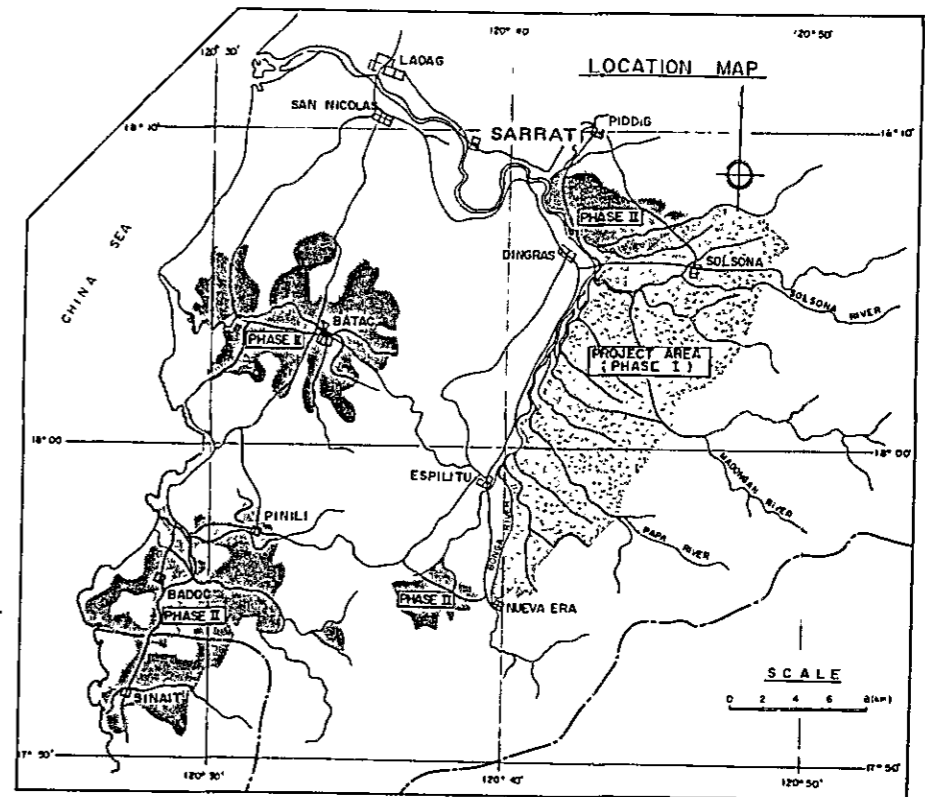 120° 40'
120° 50'
120° 30'
LAOAG
LOCATION MAP
SAN NICOLAS
18° 10'
SARRAT
PIDDIG
18° 10'
CHINA SEA
PHASE II
DINGRAS
SOLSONA
SOLSONA RIVER
BATAC
PHASE II
PROJECT AREA
(PHASE I)
18° 00
18° 00
MADONGAN RIVER
ESPILITU
PINILI
BONGA RIVER
PAPA RIVER
BADOC
PHASE II
PHASE II
NUEVA ERA
SINAIT
SCALE
0 2 4 6 8(km)
17° 50'
17° 50'
120° 30'
120° 40'
120° 50'